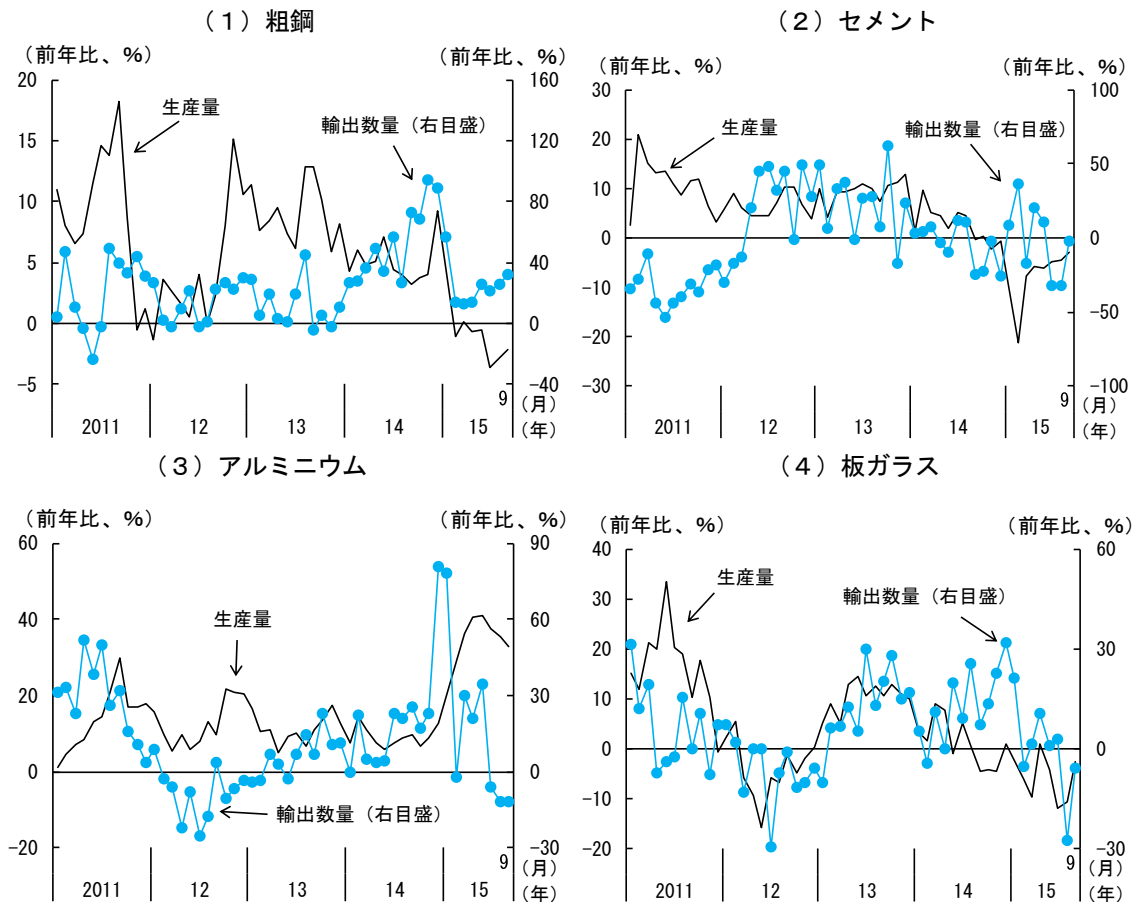 （１）粗鋼
（前年比、%）
（前年比、%）
20
15
10
5
0
−5
160
120
80
40
0
−40
生産量
輸出数量（右目盛）
9
（月）
2011
12
13
14
15
（年）
（２）セメント
（前年比、%）
（前年比、%）
30
20
10
0
−10
−20
−30
100
50
0
−50
−100
生産量
輸出数量（右目盛）
9
（月）
2011
12
13
14
15
（年）
（３）アルミニウム
（前年比、%）
（前年比、%）
60
40
20
0
−20
90
60
30
0
−30
生産量
輸出数量（右目盛）
9
（月）
2011
12
13
14
15
（年）
（４）板ガラス
（前年比、%）
（前年比、%）
40
30
20
10
0
−10
−20
60
30
0
−30
生産量
輸出数量（右目盛）
9
（月）
2011
12
13
14
15
（年）